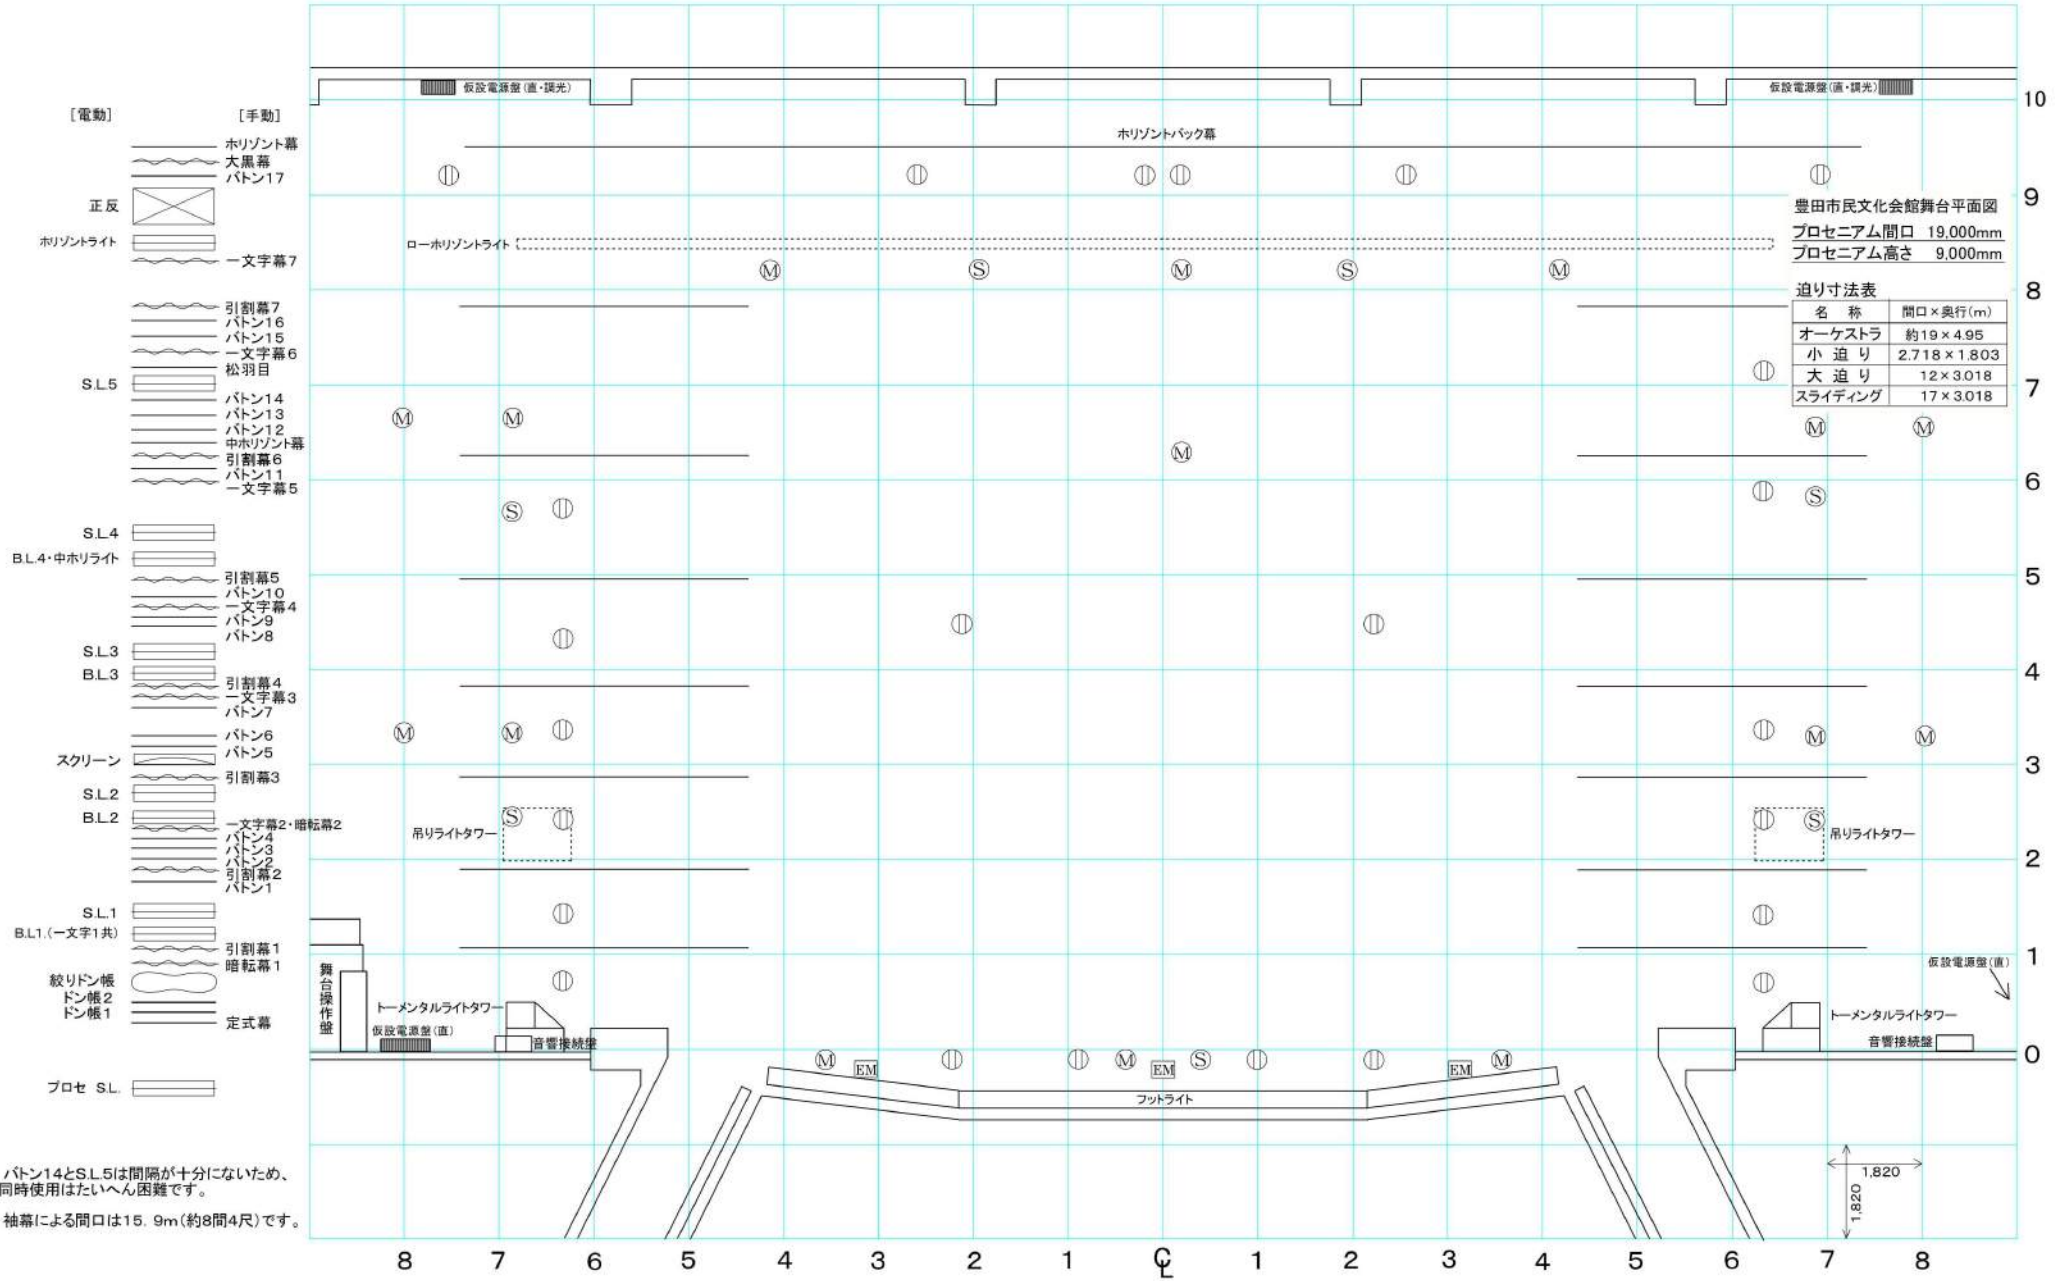 仮設電源盤(直・調光)
仮設電源盤(直・調光)
10
[電動]
[手動]
ホリゾントバック幕
ホリゾント幕
大黒幕
バトン17
正反
9
豊田市民文化会館舞台平面図
プロセニアム間口 19,000mm
プロセニアム高さ 9,000mm
ホリゾントライト
ローホリゾントライト
一文字幕7
M
S
M
S
M
8
迫り寸法表
名 称 間口×奥行(m)
オーケストラ 約19×4.95
小 迫 り 2.718×1.803
大 迫 り 12×3.018
スライディング 17×3.018
引割幕7
バトン16
バトン15
一文字幕6
松羽目
S.L.5
7
バトン14
バトン13
バトン12
中ホリゾント幕
引割幕6
バトン11
一文字幕5
M
M
M
M
M
6
S
S
S.L.4
B.L.4・中ホリライト
5
引割幕5
バトン10
一文字幕4
バトン9
バトン8
S.L.3
B.L.3
4
引割幕4
一文字幕3
バトン7
バトン6
バトン5
M
M
M
M
スクリーン
3
引割幕3
S.L.2
B.L.2
一文字幕2・暗転幕2
バトン4
バトン3
バトン2
引割幕2
バトン1
S
吊りライトタワー
S
吊りライトタワー
2
S.L.1
B.L1.(一文字1共)
引割幕1
暗転幕1
1
仮設電源盤(直)
絞りドン帳
ドン帳2
ドン帳1
定式幕
舞台操作盤
トーメンタルライトタワー
仮設電源盤(直)
音響接続盤
トーメンタルライトタワー
音響接続盤
0
M
EM
M
EM
S
EM
M
プロセ S.L.
フットライト
バトン14とS.L.5は間隔が十分にないため、
同時使用はたいへん困難です。
袖幕による間口は15.9m(約8間4尺)です。
1,820
1,820
8 7 6 5 4 3 2 1 CL 1 2 3 4 5 6 7 8